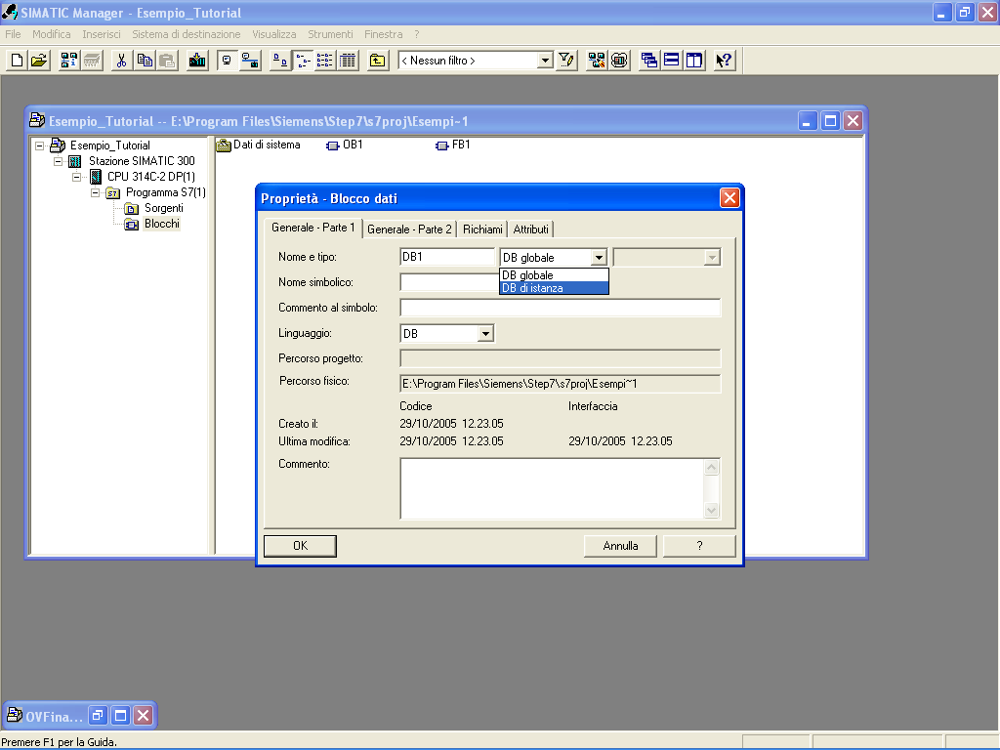 SIMATIC Manager - Esempio_Tutorial
File Modifica Inserisci Sistema di destinazione Visualizza Strumenti Finestra ?
< Nessun filtro >
Esempio_Tutorial -- E:\Program Files\Siemens\Step7\s7proj\Esempi~1
Esempio_Tutorial
Stazione SIMATIC 300
CPU 314C-2 DP(1)
Programma S7(1)
Sorgenti
Blocchi
Dati di sistema OB1 FB1
Proprietà - Blocco dati
Generale - Parte 1 Generale - Parte 2 Richiami Attributi
Nome e tipo: DB1 DB globale
DB globale
DB di istanza
Nome simbolico:
Commento al simbolo:
Linguaggio: DB
Percorso progetto:
Percorso fisico: E:\Program Files\Siemens\Step7\s7proj\Esempi~1
Codice Interfaccia
Creato il: 29/10/2005 12.23.05
Ultima modifica: 29/10/2005 12.23.05 29/10/2005 12.23.05
Commento:
OK Annulla ?
OVFina...
Premere F1 per la Guida.